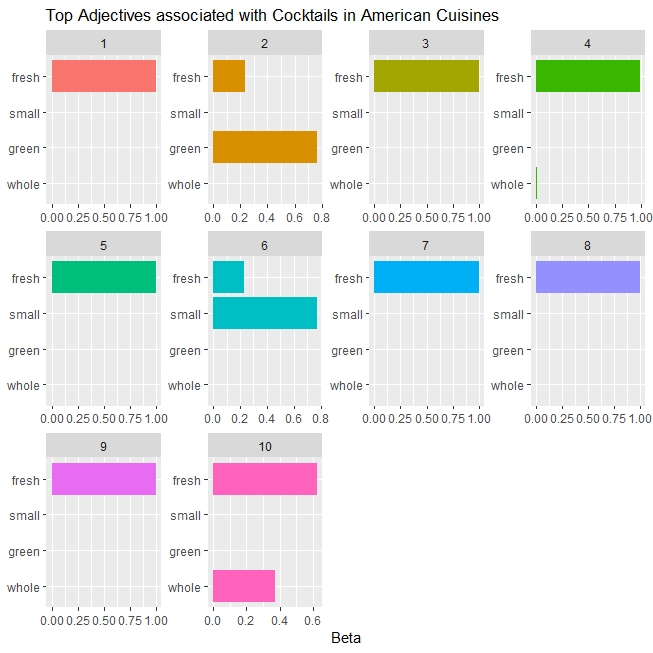 Top Adjectives associated with Cocktails in American Cuisines
1 2 3 4
fresh fresh fresh fresh
small small small small
green green green green
whole whole whole whole
0.00 0.25 0.50 0.75 1.00 0.0 0.2 0.4 0.6 0.8 0.00 0.25 0.50 0.75 1.00 0.00 0.25 0.50 0.75 1.00
5 6 7 8
fresh fresh fresh fresh
small small small small
green green green green
whole whole whole whole
0.00 0.25 0.50 0.75 1.00 0.0 0.2 0.4 0.6 0.8 0.00 0.25 0.50 0.75 1.00 0.00 0.25 0.50 0.75 1.00
9 10
fresh fresh
small small
green green
whole whole
0.00 0.25 0.50 0.75 1.00 0.0 0.2 0.4 0.6
Beta